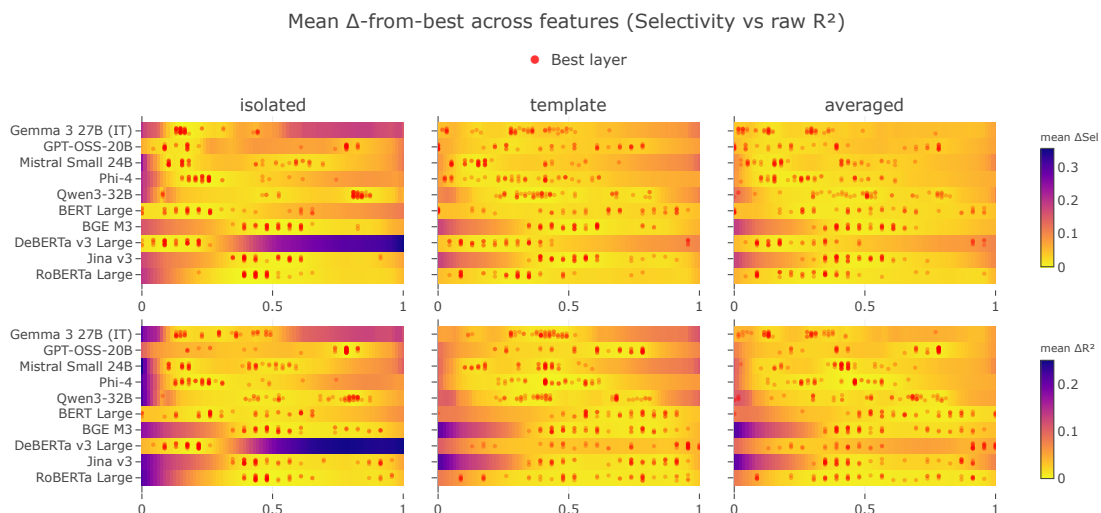 Mean Δ-from-best across features (Selectivity vs raw R²)
Best layer
isolated
template
averaged
Gemma 3 27B (IT)
GPT-OSS-20B
Mistral Small 24B
Phi-4
Qwen3-32B
BERT Large
BGE M3
DeBERTa v3 Large
Jina v3
RoBERTa Large
0 0.5 1
0 0.5 1
0 0.5 1
mean ΔSel
0.3
0.2
0.1
0
Gemma 3 27B (IT)
GPT-OSS-20B
Mistral Small 24B
Phi-4
Qwen3-32B
BERT Large
BGE M3
DeBERTa v3 Large
Jina v3
RoBERTa Large
0 0.5 1
0 0.5 1
0 0.5 1
mean ΔR²
0.2
0.1
0